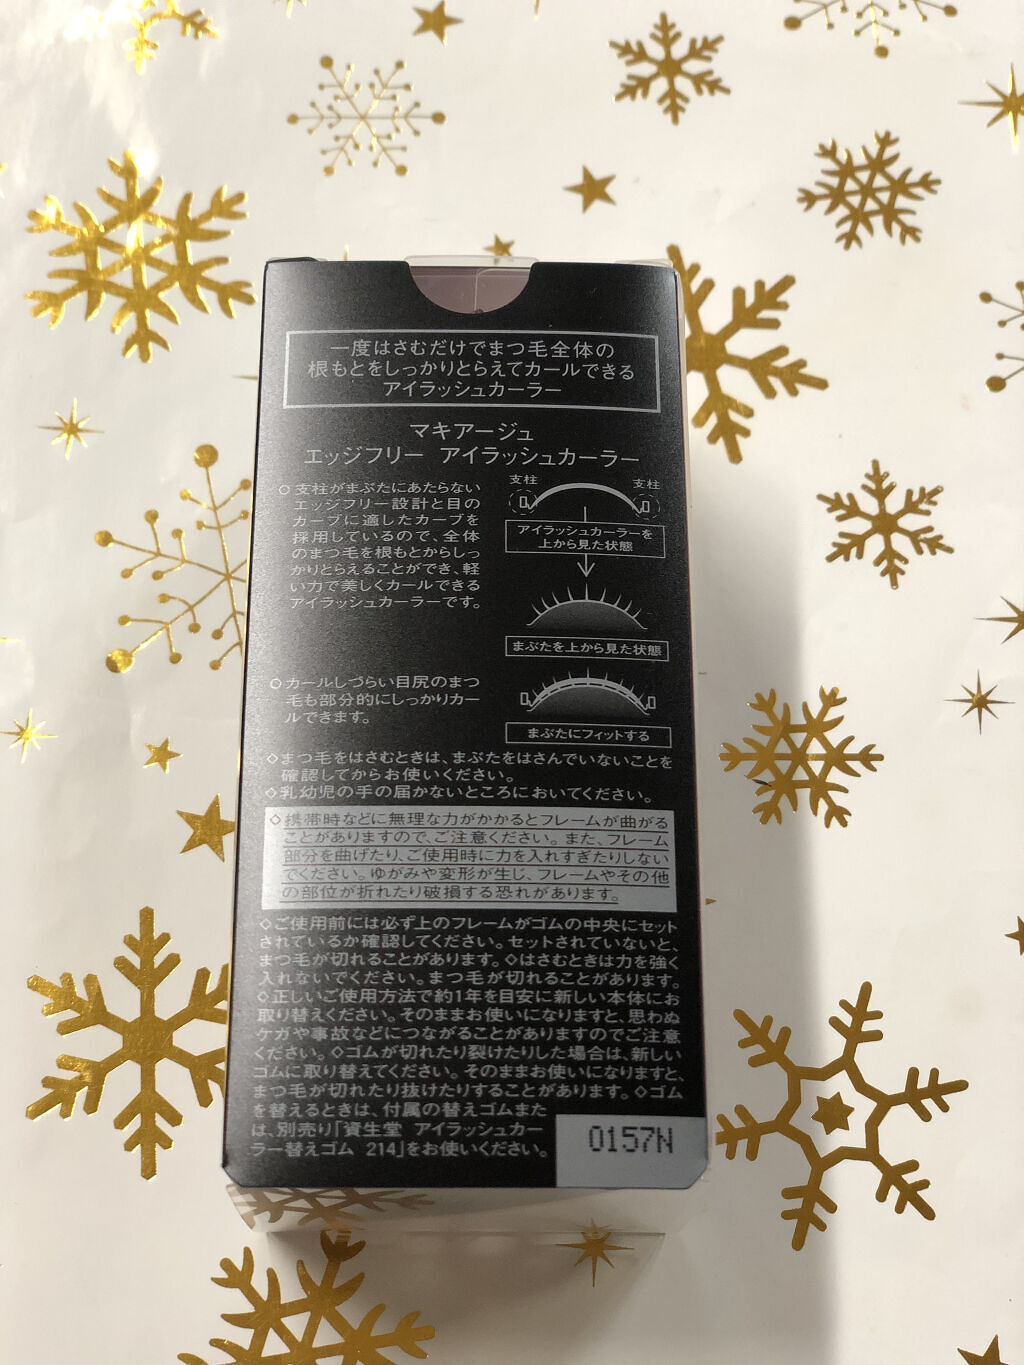 一度はさむだけでまつ毛全体の
根もとをしっかりとらえてカールできる
アイラッシュカーラー
マキアージュ
エッジフリー アイラッシュカーラー
○支柱がまぶたにあたらない
エッジフリー設計と目の
カーブに適したカーブを
採用しているので、全体
のまつ毛を根もとからしっ
かりとらえることができ、軽
い力で美しくカールできる
アイラッシュカーラーです。
支柱
支柱
アイラッシュカーラーを
上から見た状態
まぶたを上から見た状態
○カールしづらい目尻のまつ
毛も部分的にしっかりカー
ルできます。
まぶたにフィットする
◇まつ毛をはさむときは、まぶたをはさんでいないことを
確認してからお使いください。
◇乳幼児の手の届かないところにおいてください。
◇携帯時などに無理な力がかかるとフレームが曲がる
ことがありますので、ご注意ください。また、フレーム
部分を曲げたり、ご使用時に力を入れすぎたりしない
でください。ゆがみや変形が生じ、フレームやその他
の部位が折れたり破損する恐れがあります。
◇ご使用前には必ず上のフレームがゴムの中央にセット
されているか確認してください。セットされていないと、
まつ毛が切れることがあります。◇はさむときは力を強く
入れないでください。まつ毛が切れることがあります。
◇正しいご使用方法で約1年を目安に新しい本体にお
取り替えください。そのままお使いになりますと、思わぬ
ケガや事故などにつながることがありますのでご注意
ください。◇ゴムが切れたり裂けたりした場合は、新しい
ゴムに取り替えてください。そのままお使いになりますと、
まつ毛が切れたり抜けたりすることがあります。◇ゴム
を替えるときは、付属の替えゴムまた
は、別売り「資生堂 アイラッシュカー
ラー替えゴム 214」をお使いください。
0157N